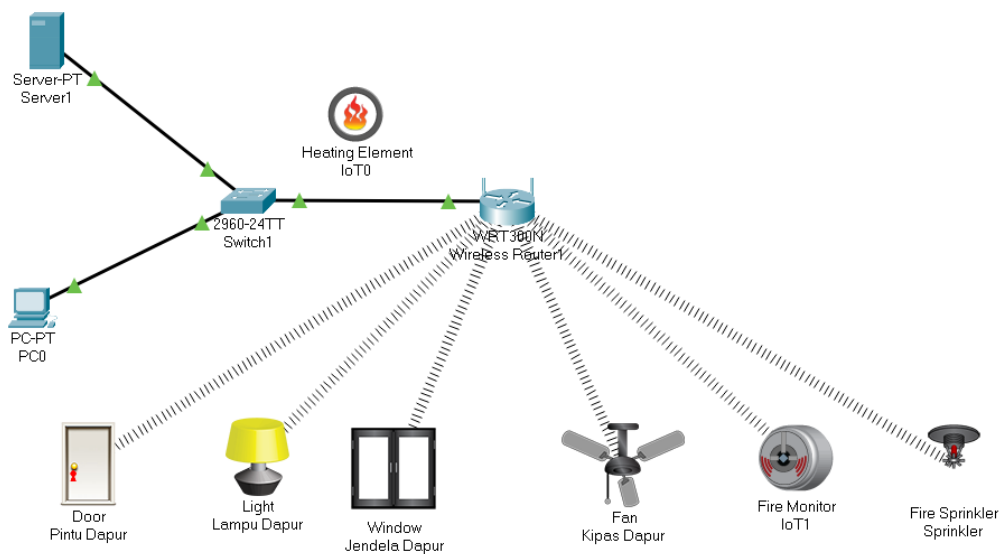 Server-PT
Server1
Heating Element
IoT0
2960-24TT
Switch1
WRT300N
Wireless Router1
PC-PT
PC0
Door
Pintu Dapur
Light
Lampu Dapur
Window
Jendela Dapur
Fan
Kipas Dapur
Fire Monitor
IoT1
Fire Sprinkler
Sprinkler